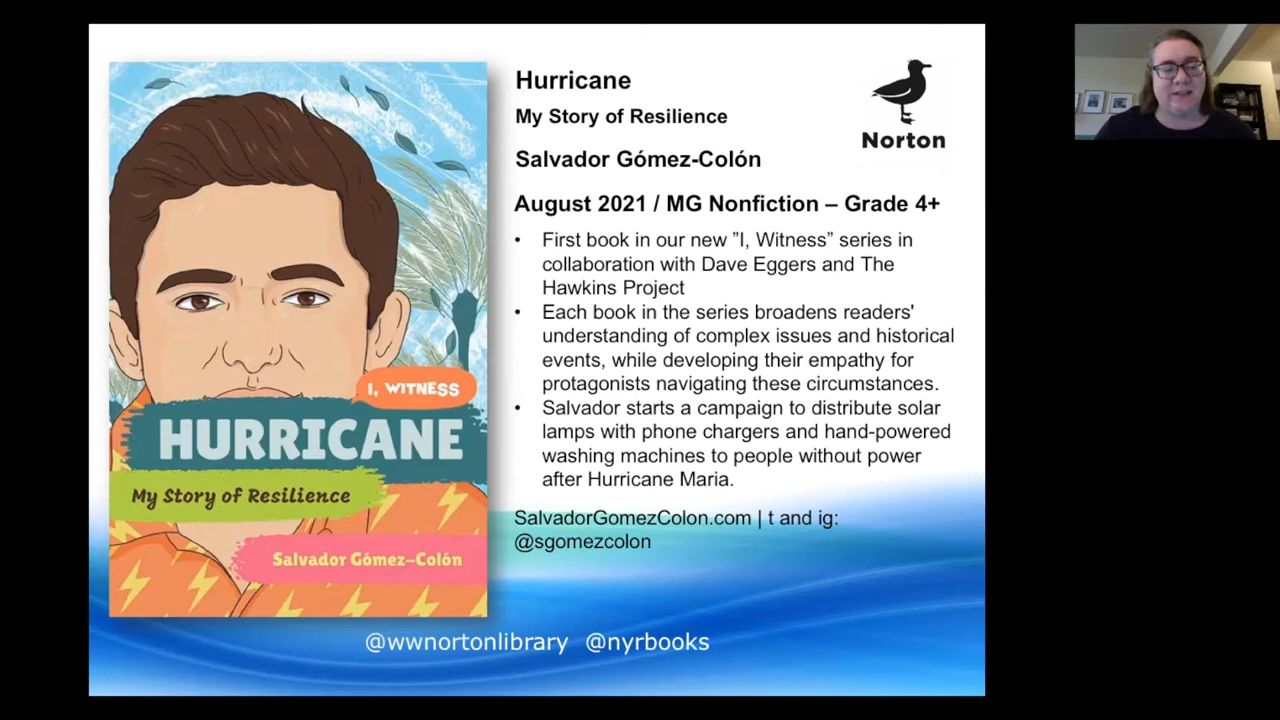 I, WITNESS
HURRICANE
My Story of Resilience
Salvador Gómez-Colón
Hurricane
My Story of Resilience
Salvador Gómez-Colón
August 2021 / MG Nonfiction – Grade 4+
Norton
• First book in our new ”I, Witness” series in
collaboration with Dave Eggers and The
Hawkins Project
• Each book in the series broadens readers'
understanding of complex issues and historical
events, while developing their empathy for
protagonists navigating these circumstances.
• Salvador starts a campaign to distribute solar
lamps with phone chargers and hand-powered
washing machines to people without power
after Hurricane Maria.
SalvadorGomezColon.com | t and ig:
@sgomezcolon
@wwnortonlibrary @nyrbooks